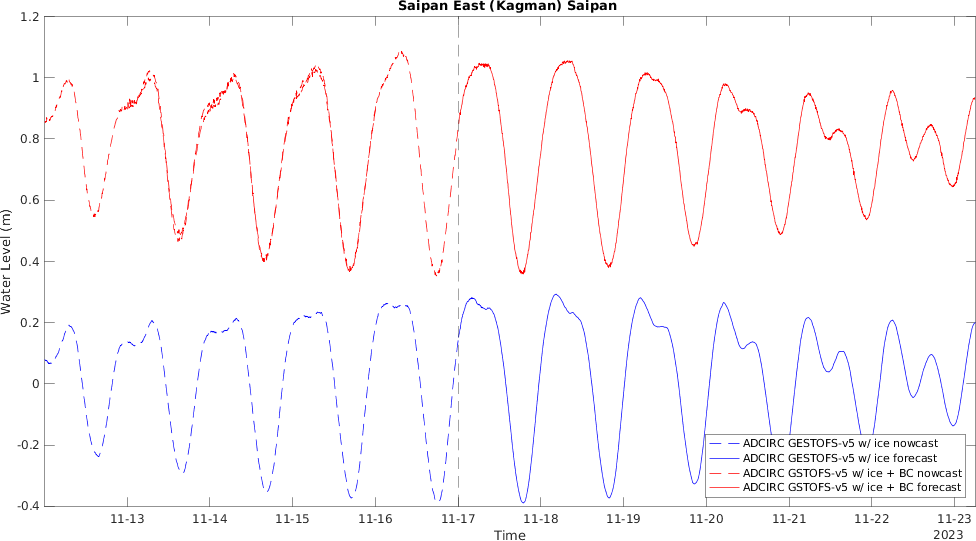 Saipan East (Kagman) Saipan
1.2
1
0.8
0.6
0.4
0.2
0
-0.2
-0.4
Water Level (m)
11-13 11-14 11-15 11-16 11-17 11-18 11-19 11-20 11-21 11-22 11-23
Time
2023
ADCIRC GESTOFS-v5 w/ ice nowcast
ADCIRC GESTOFS-v5 w/ ice forecast
ADCIRC GSTOFS-v5 w/ ice + BC nowcast
ADCIRC GSTOFS-v5 w/ ice + BC forecast